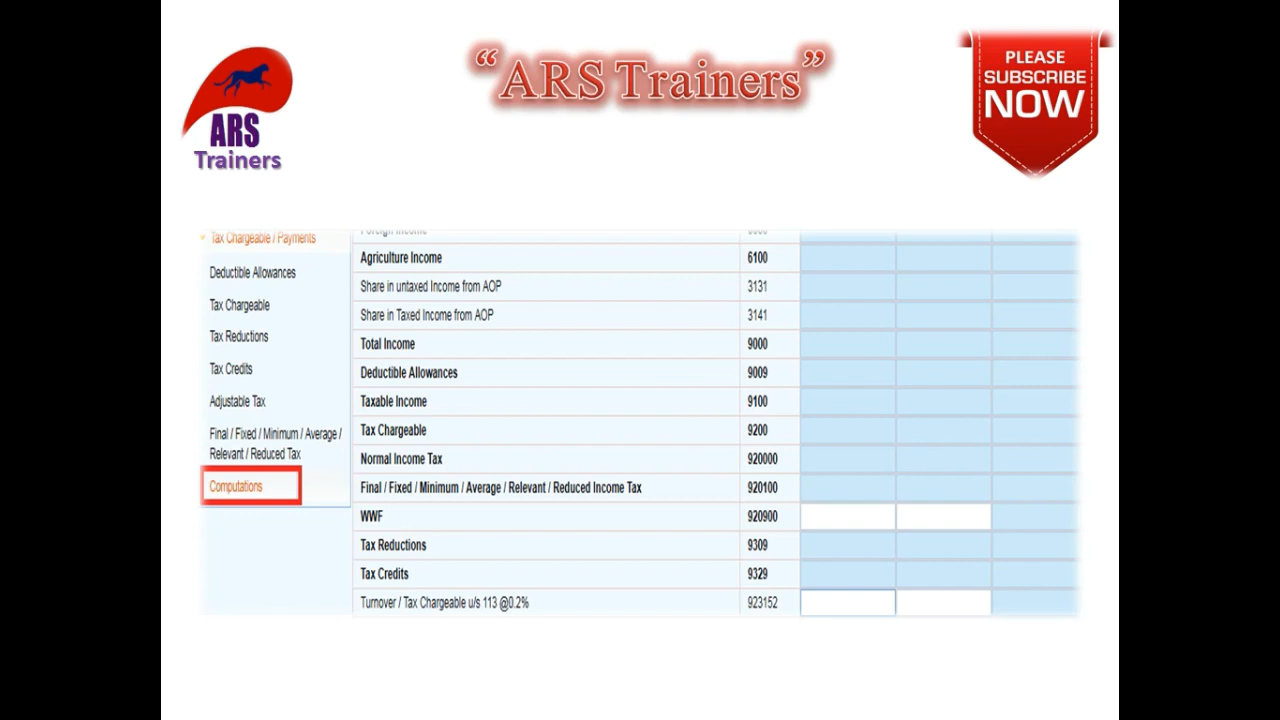 “ARS Trainers”
PLEASE
SUBSCRIBE
NOW
ARS
Trainers
Tax Chargeable / Payments
Deductible Allowances
Tax Chargeable
Tax Reductions
Tax Credits
Adjustable Tax
Final / Fixed / Minimum / Average /
Relevant / Reduced Tax
Computations
Foreign Income
Agriculture Income 6100
Share in untaxed Income from AOP 3131
Share in Taxed Income from AOP 3141
Total Income 9000
Deductible Allowances 9009
Taxable Income 9100
Tax Chargeable 9200
Normal Income Tax 920000
Final / Fixed / Minimum / Average / Relevant / Reduced Income Tax 920100
WWF 920900
Tax Reductions 9309
Tax Credits 9329
Turnover / Tax Chargeable u/s 113 @0.2% 923152